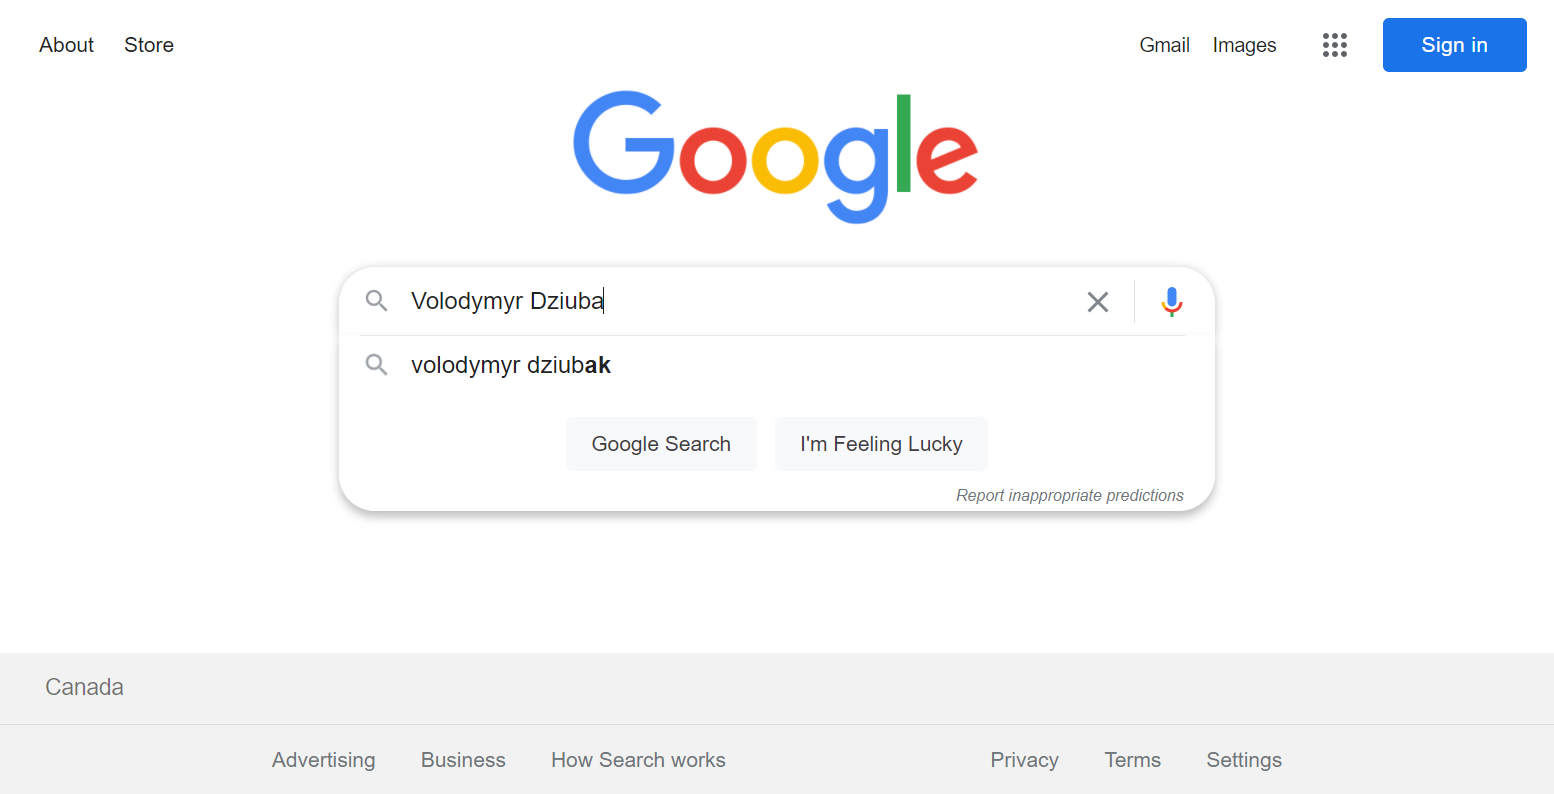 About Store Gmail Images Sign in
Google
Volodymyr Dziuba
volodymyr dziubak
Google Search I'm Feeling Lucky
Report inappropriate predictions
Canada
Advertising Business How Search works Privacy Terms Settings